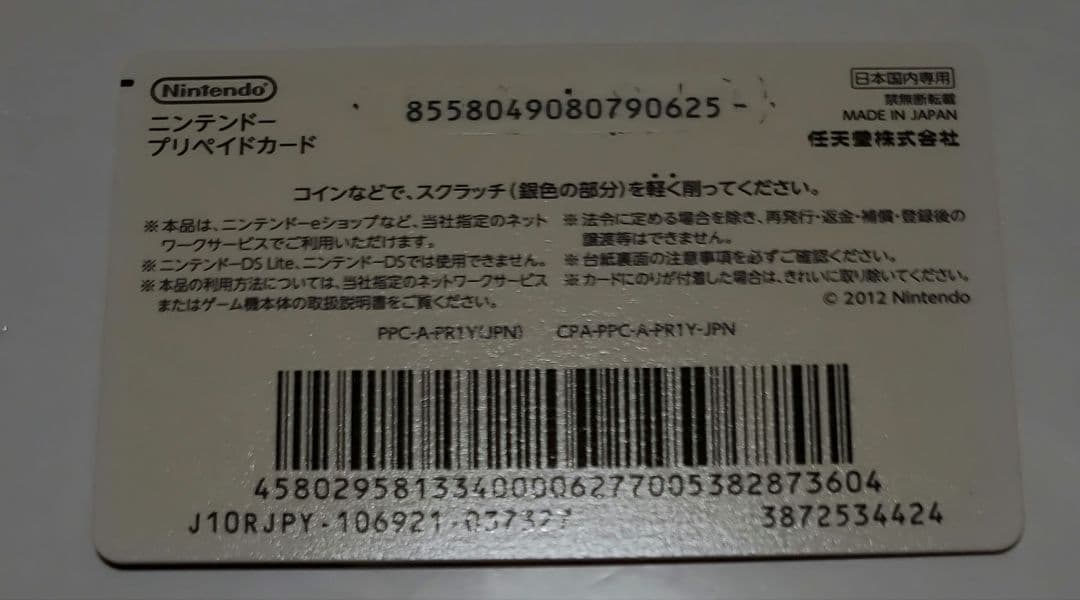 Nintendo
ニンテンドー
プリペイドカード
8558049080790625 -
日本国内専用
禁無断転載
MADE IN JAPAN
任天堂株式会社
コインなどで、スクラッチ(銀色の部分)を軽く削ってください。
※本品は、ニンテンドーeショップなど、当社指定のネット
ワークサービスでご利用いただけます。
※ニンテンドーDS Lite、ニンテンドーDSでは使用できません。
※本品の利用方法については、当社指定のネットワークサービス
またはゲーム機本体の取扱説明書をご覧ください。
※法令に定める場合を除き、再発行・返金・補償・登録後の
譲渡等はできません。
※台紙裏面の注意事項を必ずご確認ください。
※カードにのりが付着した場合は、きれいに取り除いてください。
© 2012 Nintendo
PPC-A-PR1Y(JPN) CPA-PPC-A-PR1Y-JPN
45802958133400006277005382873604
J10RJPY-106921-037327
3872534424